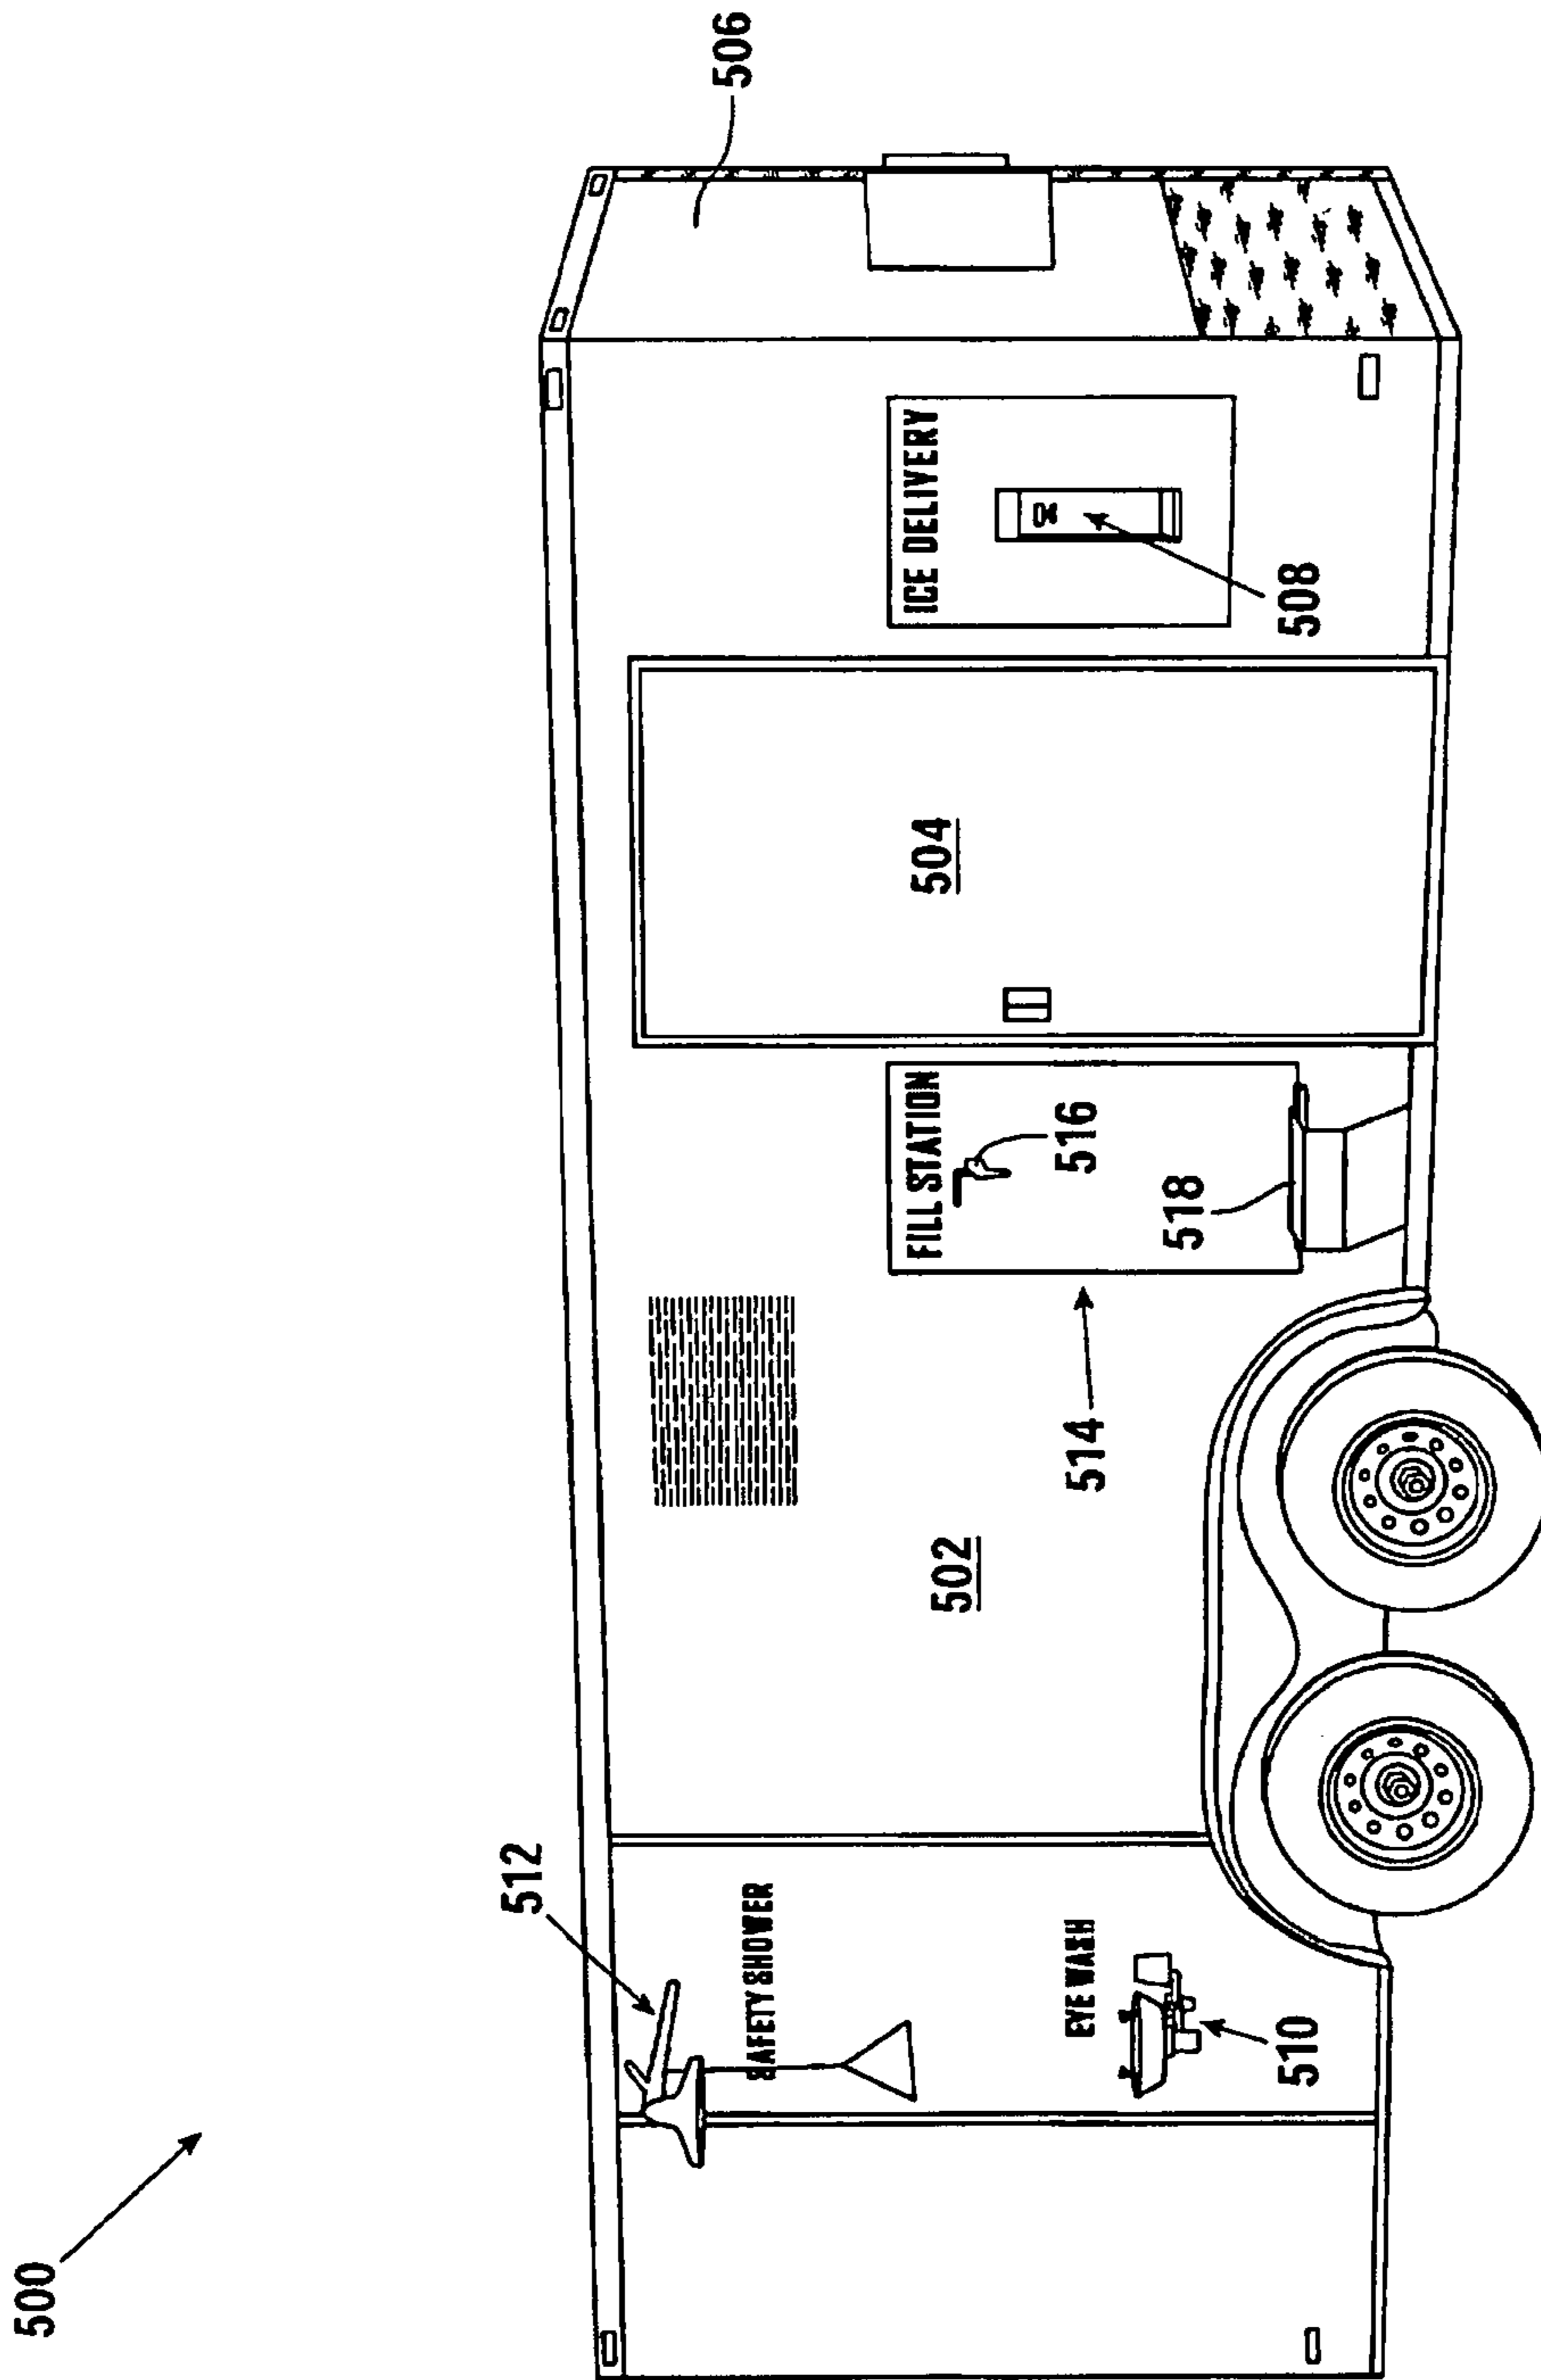 500
512
506
SAFETY SHOWER
FILL STATION
ICE DELIVERY
504
502
EYE WASH
514
516
518
510
508